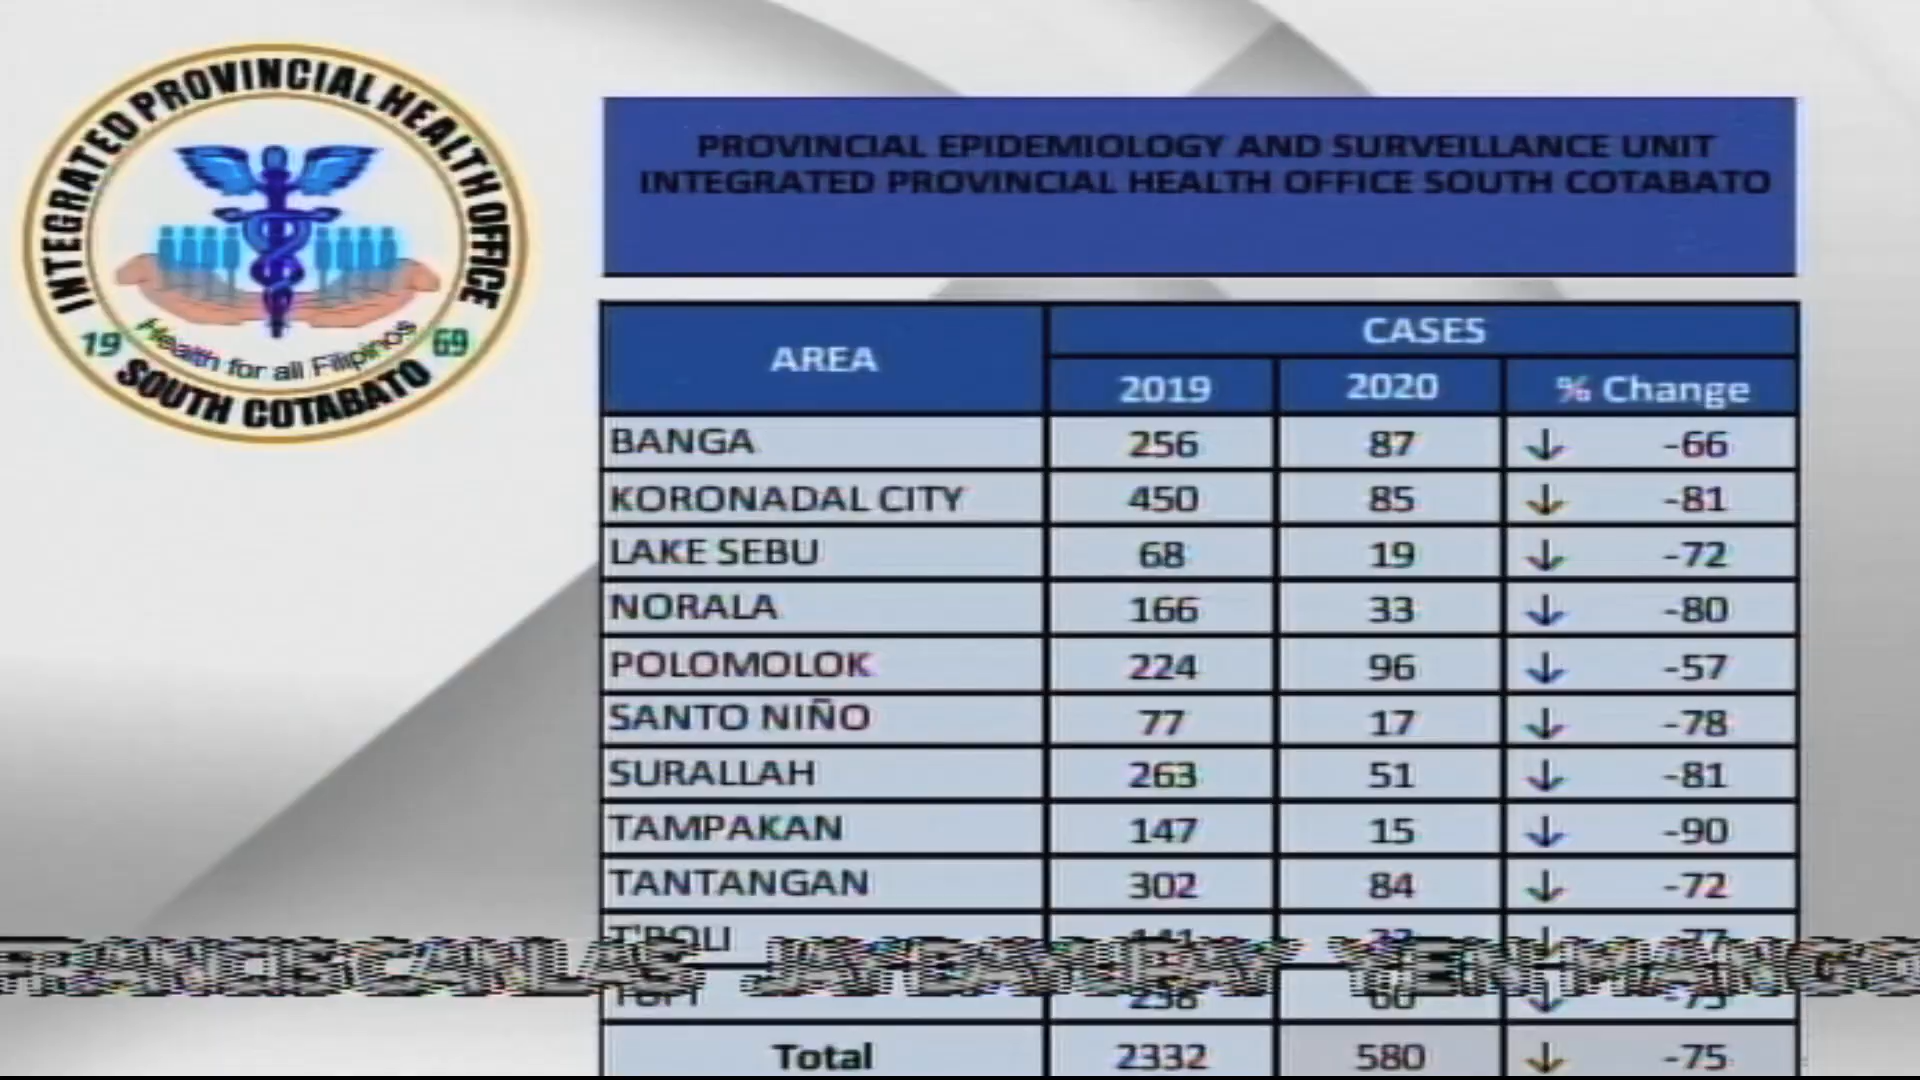 INTEGRATED PROVINCIAL HEALTH OFFICE
19 69
Health for all Filipinos
SOUTH COTABATO
PROVINCIAL EPIDEMIOLOGY AND SURVEILLANCE UNIT
INTEGRATED PROVINCIAL HEALTH OFFICE SOUTH COTABATO
AREA CASES
2019 2020 % Change
BANGA 256 87 ↓ -66
KORONADAL CITY 450 85 ↓ -81
LAKE SEBU 68 19 ↓ -72
NORALA 166 33 ↓ -80
POLOMOLOK 224 96 ↓ -57
SANTO NIÑO 77 17 ↓ -78
SURALLAH 263 51 ↓ -81
TAMPAKAN 147 15 ↓ -90
TANTANGAN 302 84 ↓ -72
T'BOLI
Total 2332 580 ↓ -75